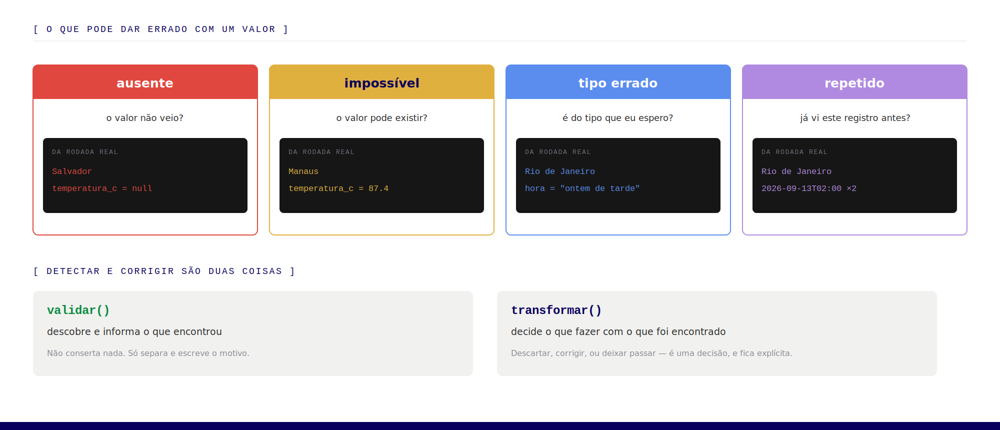 [ O QUE PODE DAR ERRADO COM UM VALOR ]
ausente
o valor não veio?
DA RODADA REAL
Salvador
temperatura_c = null
impossível
o valor pode existir?
DA RODADA REAL
Manaus
temperatura_c = 87.4
tipo errado
é do tipo que eu espero?
DA RODADA REAL
Rio de Janeiro
hora = "ontem de tarde"
repetido
já vi este registro antes?
DA RODADA REAL
Rio de Janeiro
2026-09-13T02:00 ×2
[ DETECTAR E CORRIGIR SÃO DUAS COISAS ]
validar()
descobre e informa o que encontrou
Não conserta nada. Só separa e escreve o motivo.
transformar()
decide o que fazer com o que foi encontrado
Descartar, corrigir, ou deixar passar — é uma decisão, e fica explícita.